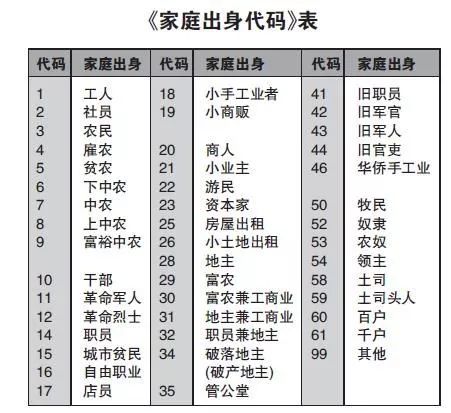 《家庭出身代码》表
代码 家庭出身 代码 家庭出身 代码 家庭出身
1 工人 18 小手工业者 41 旧职员
2 社员 19 小商贩 42 旧军官
3 农民 43 旧军人
4 雇农 20 商人 44 旧官吏
5 贫农 21 小业主 46 华侨手工业
6 下中农 22 游民
7 中农 23 资本家 50 牧民
8 上中农 25 房屋出租 52 奴隶
9 富裕中农 26 小土地出租 53 农奴
28 地主 54 领主
10 干部 29 富农 58 土司
11 革命军人 30 富农兼工商业 59 土司头人
12 革命烈士 31 地主兼工商业 60 百户
14 职员 32 职员兼地主 61 千户
15 城市贫民 34 破落地主 99 其他
16 自由职业 (破产地主)
17 店员 35 管公堂